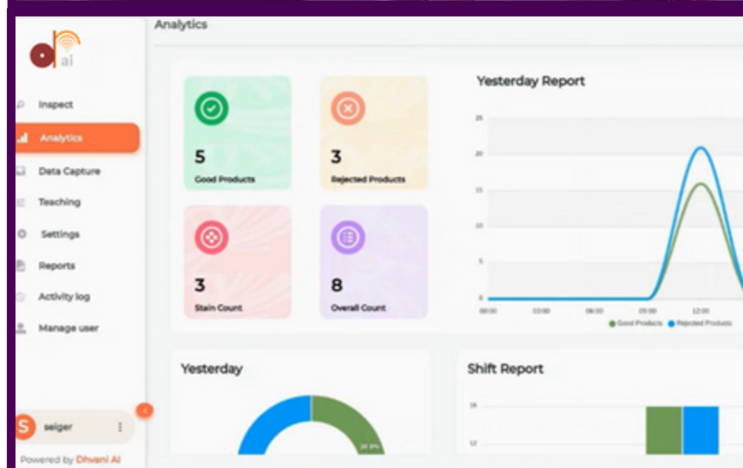 Analytics
ai
Inspect
Analytics
Data Capture
Teaching
Settings
Reports
Activity log
Manage user
S seiger
Powered by Dhvani AI
5
Good Products
3
Rejected Products
3
Stain Count
8
Overall Count
Yesterday Report
25
20
15
10
5
0
00:00 03:00 06:00 09:00 12:00
Good Products Rejected Products
Yesterday
Shift Report
16
12